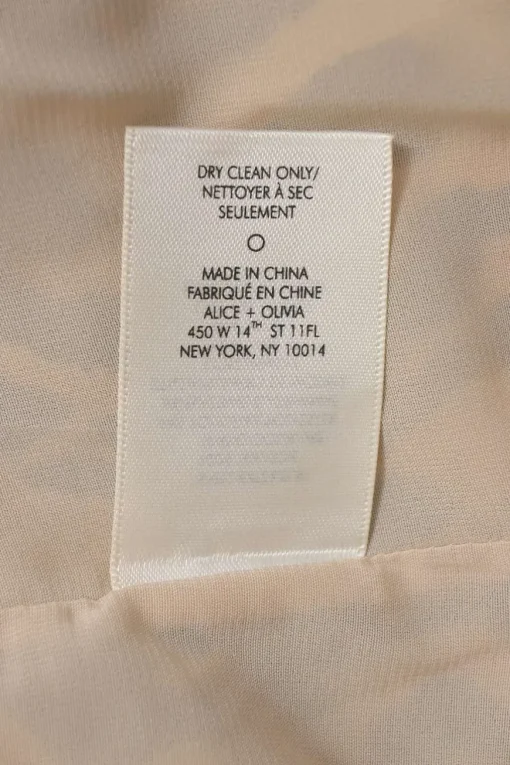 DRY CLEAN ONLY/
NETTOYER À SEC
SEULEMENT
MADE IN CHINA
FABRIQUÉ EN CHINE
ALICE + OLIVIA
450 W 14TH ST 11FL
NEW YORK, NY 10014